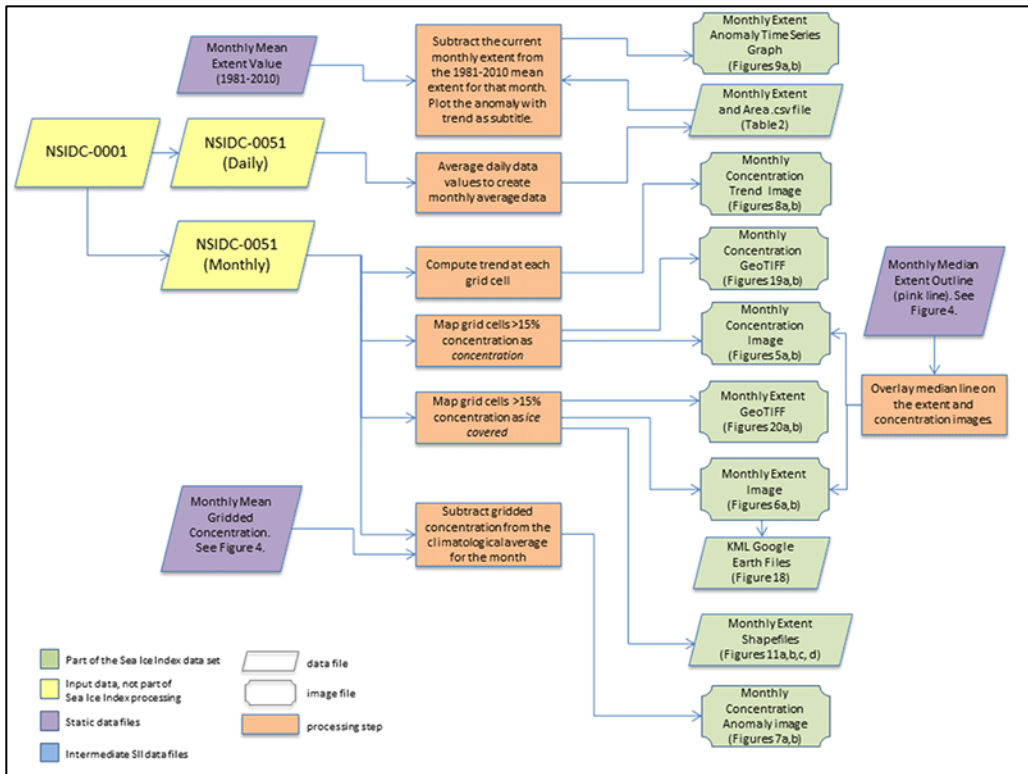 Monthly Mean
Extent Value
(1981-2010)
Subtract the current
monthly extent from
the 1981-2010 mean
extent for that month.
Plot the anomaly with
trend as subtitle.
Monthly Extent
Anomaly Time Series
Graph
(Figures 9a,b)
Monthly Extent
and Area .csv file
(Table 2)
NSIDC-0001
NSIDC-0051
(Daily)
Average daily data
values to create
monthly average data
Monthly
Concentration
Trend Image
(Figures 8a,b)
NSIDC-0051
(Monthly)
Compute trend at each
grid cell
Monthly
Concentration
GeoTIFF
(Figures 19a,b)
Monthly Median
Extent Outline
(pink line). See
Figure 4.
Map grid cells >15%
concentration as
concentration
Monthly
Concentration
Image
(Figures 5a,b)
Overlay median line on
the extent and
concentration images.
Map grid cells >15%
concentration as ice
covered
Monthly Extent
GeoTIFF
(Figures 20a,b)
Monthly Extent
Image
(Figures 6a,b)
Monthly Mean
Gridded
Concentration.
See Figure 4.
Subtract gridded
concentration from the
climatological average
for the month
KML Google
Earth Files
(Figure 18)
Monthly Extent
Shapefiles
(Figures 11a,b,c, d)
Monthly
Concentration
Anomaly image
(Figures 7a,b)
Part of the Sea Ice Index data set
Input data, not part of
Sea Ice Index processing
Static data files
Intermediate SII data files
data file
image file
processing step